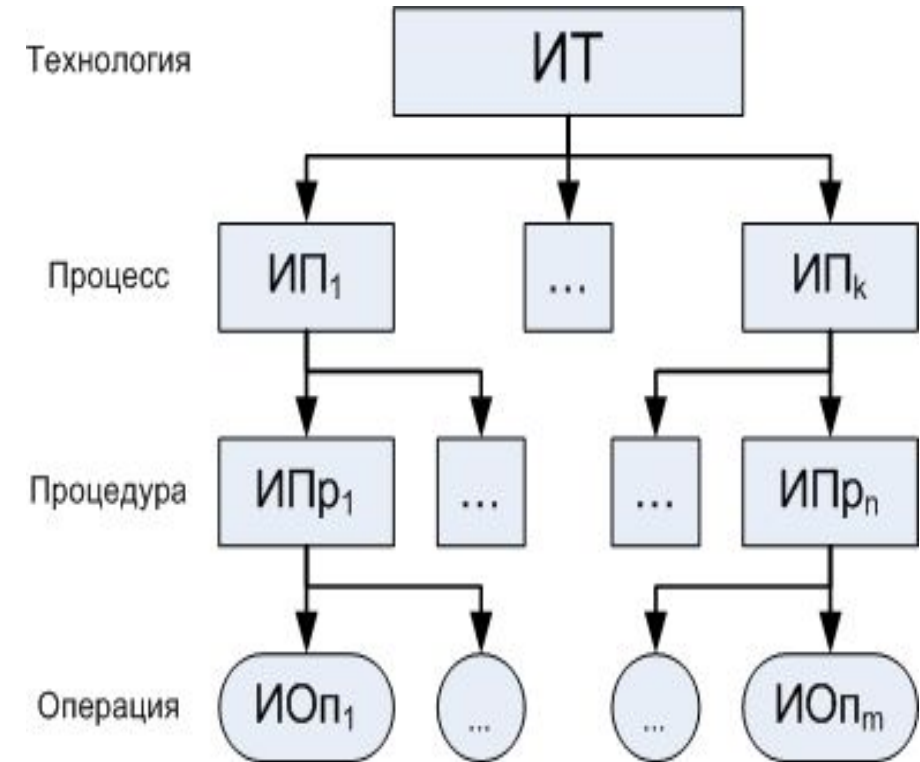 Технология ИТ
Процесс ИП₁ ... ИПₖ
Процедура ИПр₁ ... ... ИПрₙ
Операция ИОп₁ ... ... ИОпₘ